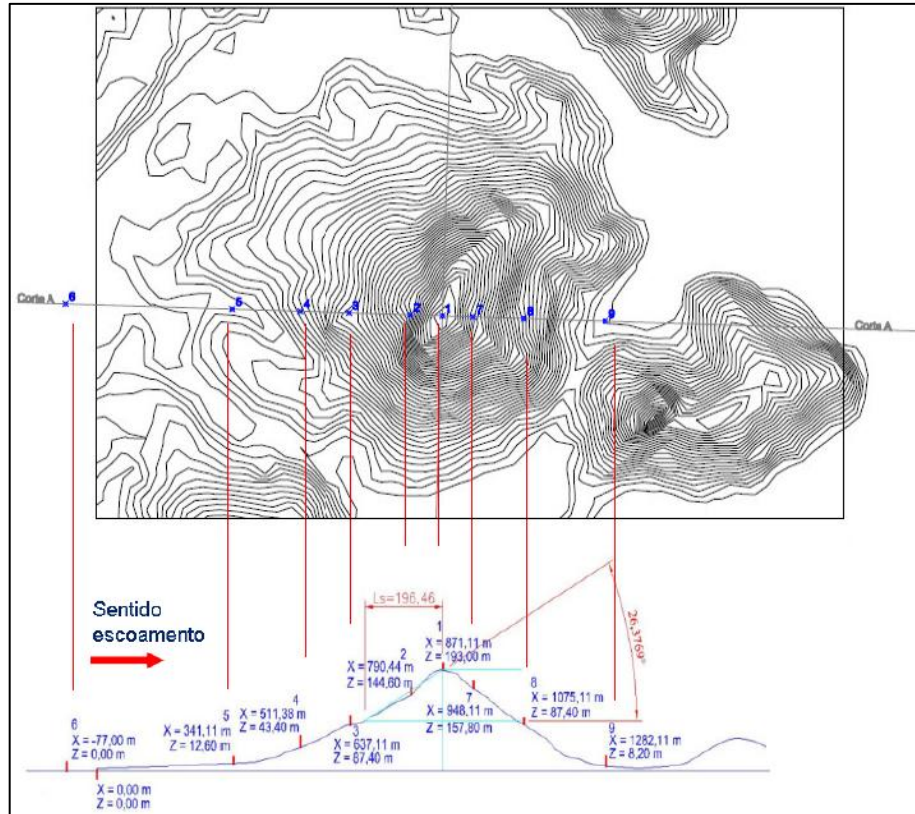 Corte A
6
5
4
3
2
1
7
8
9
Corte A
Sentido
escoamento
Ls=196,46
26,3769°
1
X = 871,11 m
Z = 193,00 m
2
X = 790,44 m
Z = 144,60 m
4
X = 511,38 m
Z = 43,40 m
5
X = 341,11 m
Z = 12,60 m
6
X = -77,00 m
Z = 0,00 m
X = 0,00 m
Z = 0,00 m
3
X = 637,11 m
Z = 87,40 m
7
X = 948,11 m
Z = 157,80 m
8
X = 1075,11 m
Z = 87,40 m
9
X = 1282,11 m
Z = 8,20 m